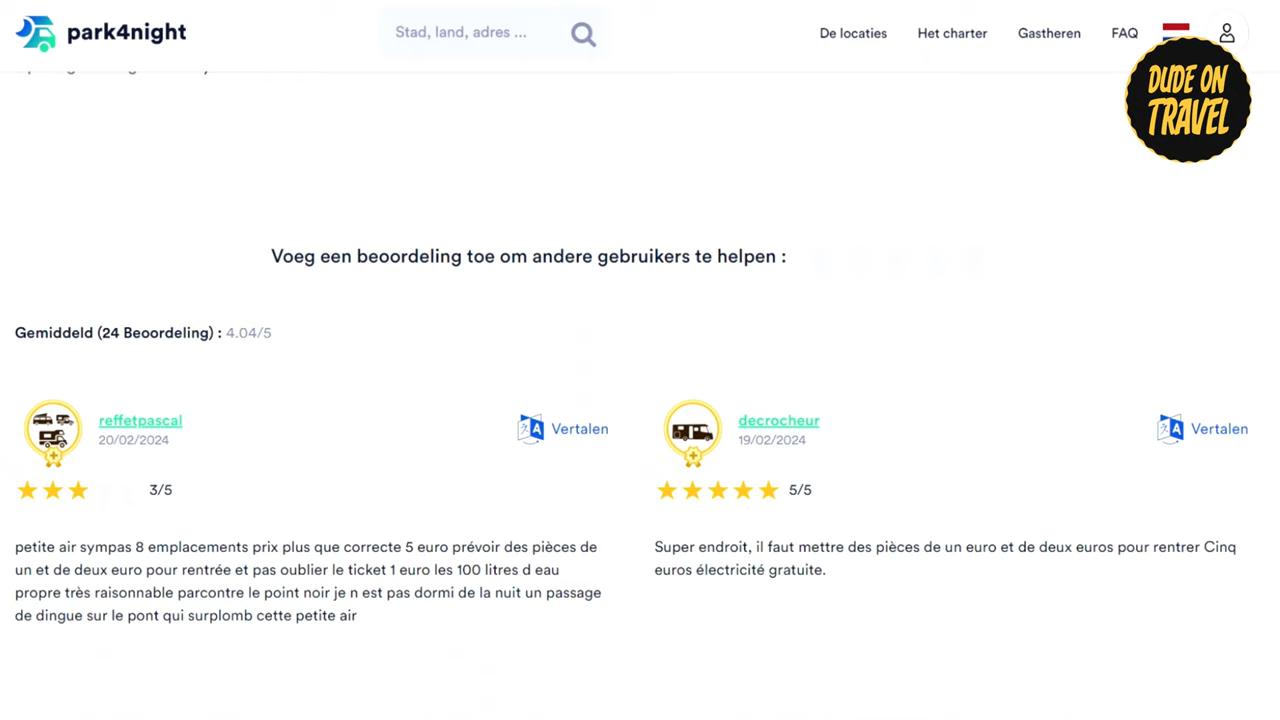 park4night
Stad, land, adres ...
De locaties
Het charter
Gastheren
FAQ
DUDE ON
TRAVEL
Voeg een beoordeling toe om andere gebruikers te helpen :
Gemiddeld (24 Beoordeling) : 4.04/5
reffetpascal
20/02/2024
Vertalen
3/5
petite air sympas 8 emplacements prix plus que correcte 5 euro prévoir des pièces de
un et de deux euro pour rentrée et pas oublier le ticket 1 euro les 100 litres d eau
propre très raisonnable parcontre le point noir je n est pas dormi de la nuit un passage
de dingue sur le pont qui surplomb cette petite air
decrocheur
19/02/2024
Vertalen
5/5
Super endroit, il faut mettre des pièces de un euro et de deux euros pour rentrer Cinq
euros électricité gratuite.